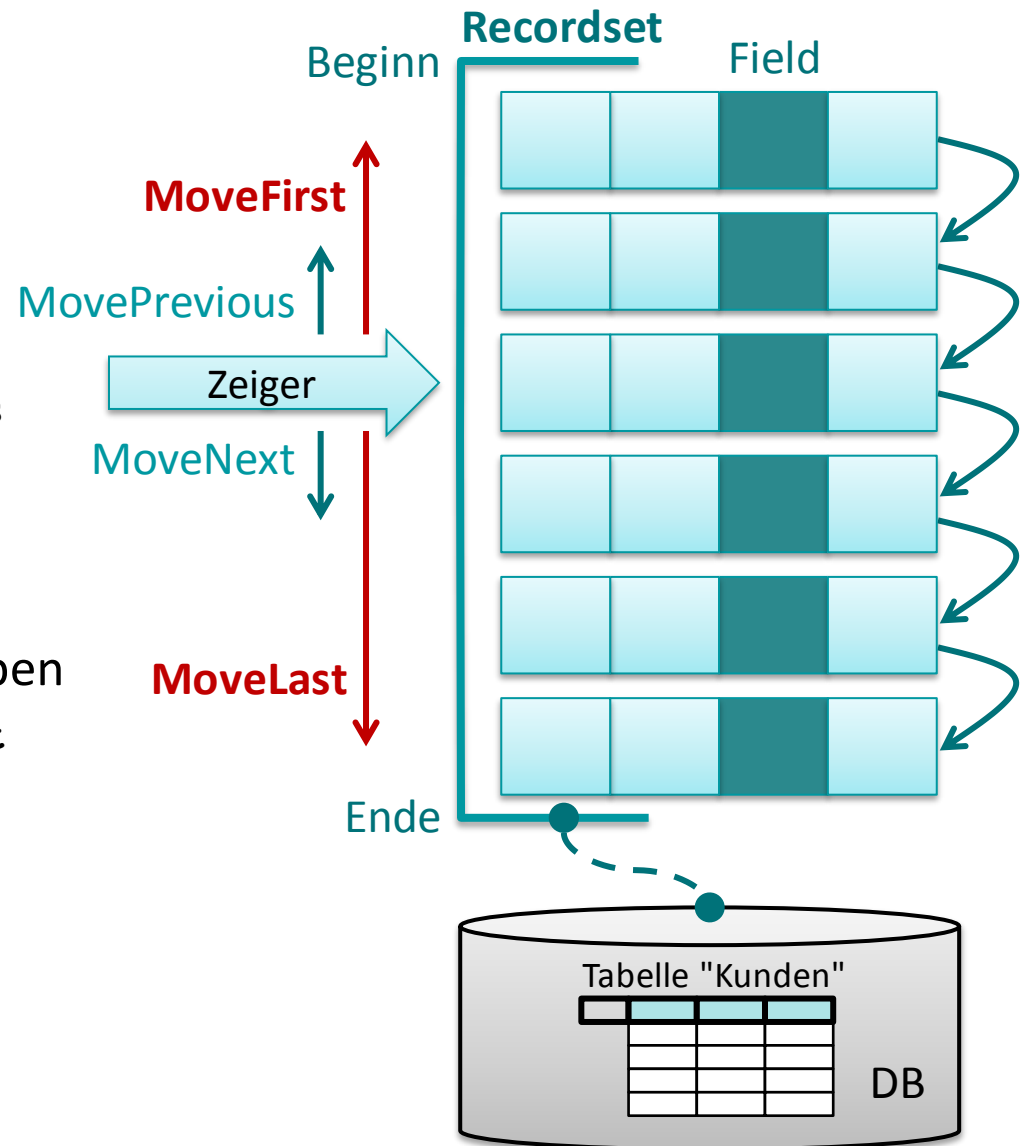 Recordset
Beginn
Field
MoveFirst
MovePrevious
Zeiger
MoveNext
MoveLast
Ende
Tabelle "Kunden"
DB